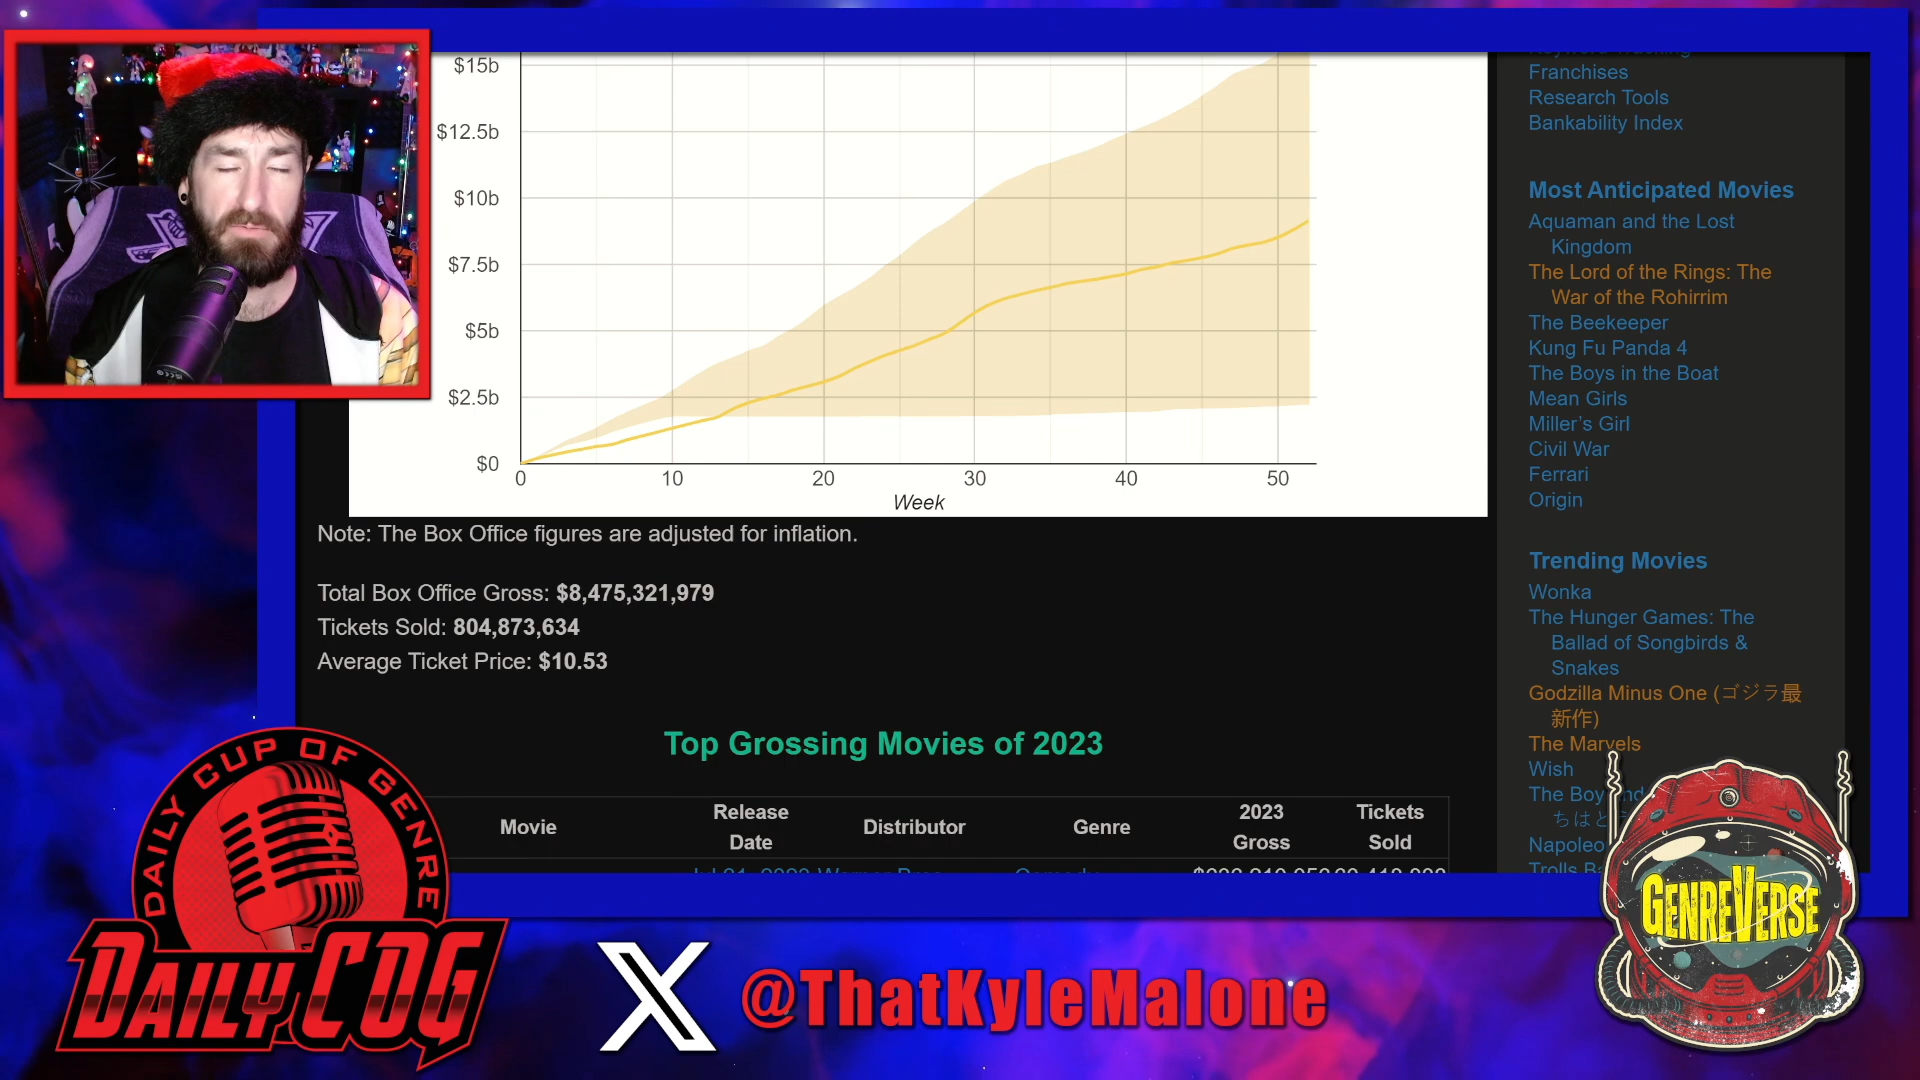 $15b
$12.5b
$10b
$7.5b
$5b
$2.5b
$0
0 10 20 30 40 50
Week
Note: The Box Office figures are adjusted for inflation.
Total Box Office Gross: $8,475,321,979
Tickets Sold: 804,873,634
Average Ticket Price: $10.53
Top Grossing Movies of 2023
Movie
Release
Date
Distributor
Genre
2023
Gross
Tickets
Sold
Franchises
Research Tools
Bankability Index
Most Anticipated Movies
Aquaman and the Lost
Kingdom
The Lord of the Rings: The
War of the Rohirrim
The Beekeeper
Kung Fu Panda 4
The Boys in the Boat
Mean Girls
Miller's Girl
Civil War
Ferrari
Origin
Trending Movies
Wonka
The Hunger Games: The
Ballad of Songbirds &
Snakes
Godzilla Minus One (ゴジラ最
新作)
The Marvels
Wish
The Boy
Napoleo
Trolls
DAILY CUP OF GENRE
DAILY COG
X @ThatKyleMalone
GENREVERSE